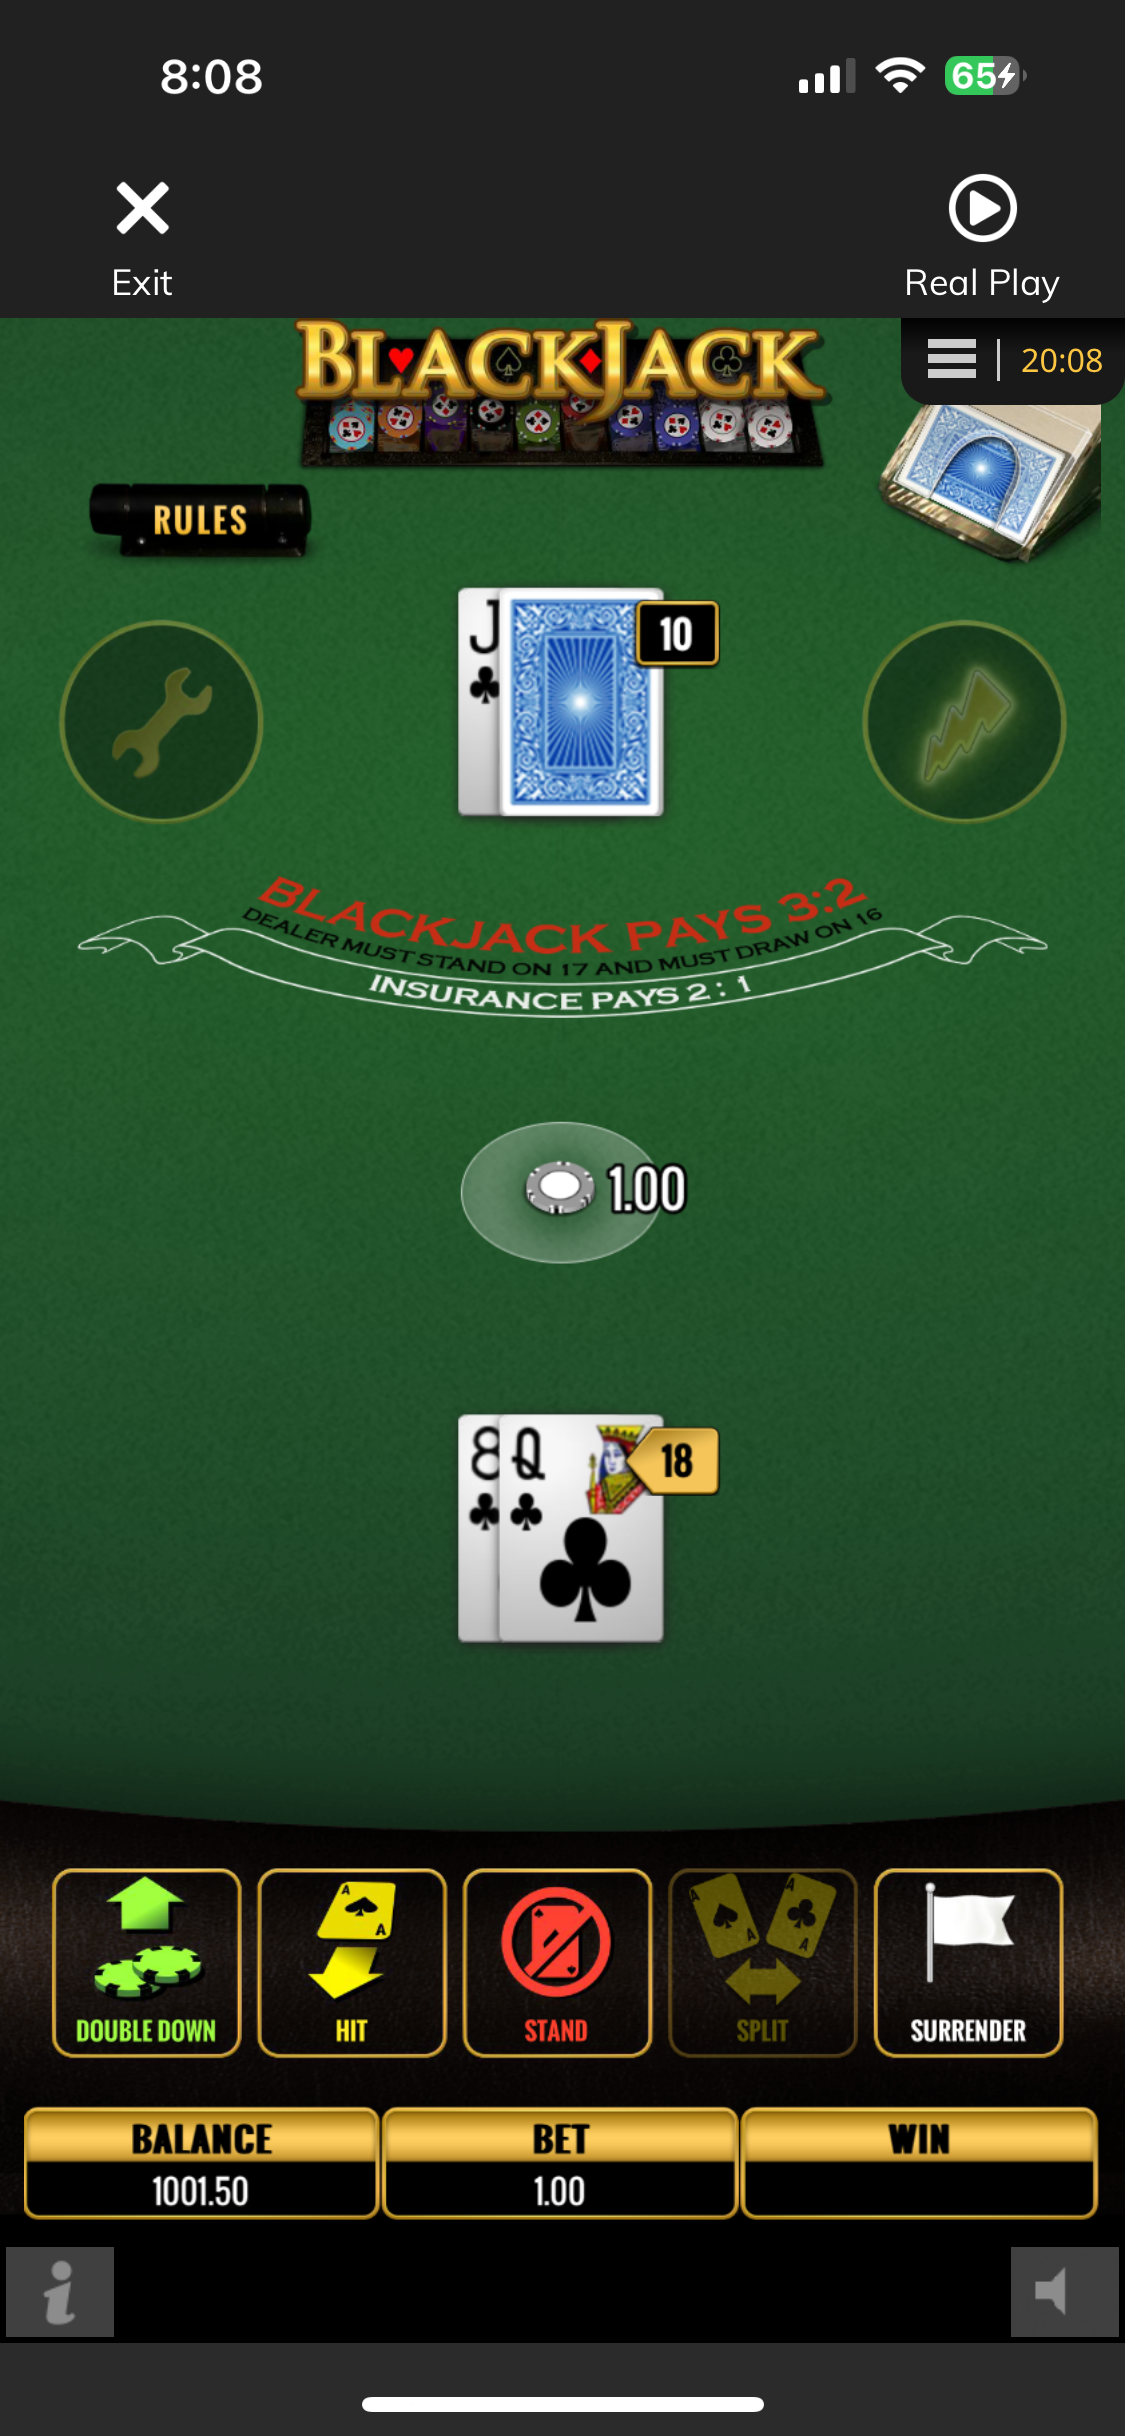 8:08
65
Exit
Real Play
BLACKJACK
20:08
RULES
J
10
BLACKJACK PAYS 3:2
DEALER MUST STAND ON 17 AND MUST DRAW ON 16
INSURANCE PAYS 2:1
1.00
8 Q
18
A A
A A
A A
DOUBLE DOWN
HIT
STAND
SPLIT
SURRENDER
BALANCE
BET
WIN
1001.50
1.00
i